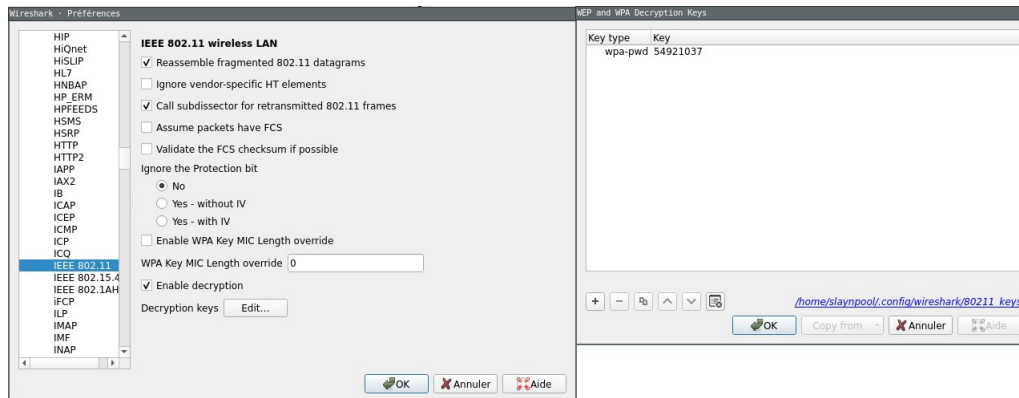 Wireshark · Préférences
HIP
HiQnet
HiSLIP
HL7
HNBAP
HP_ERM
HPFEEDS
HSMS
HSRP
HTTP
HTTP2
IAPP
IAX2
IB
ICAP
ICEP
ICMP
ICP
ICQ
IEEE 802.11
IEEE 802.15.4
IEEE 802.1AH
iFCP
ILP
IMAP
IMF
INAP
IEEE 802.11 wireless LAN
Reassemble fragmented 802.11 datagrams
Ignore vendor-specific HT elements
Call subdissector for retransmitted 802.11 frames
Assume packets have FCS
Validate the FCS checksum if possible
Ignore the Protection bit
No
Yes - without IV
Yes - with IV
Enable WPA Key MIC Length override
WPA Key MIC Length override 0
Enable decryption
Decryption keys Edit...
OK Annuler Aide
WEP and WPA Decryption Keys
Key type Key
wpa-pwd 54921037
/home/slaynpool/.config/wireshark/80211_keys
OK Copy from Annuler Aide